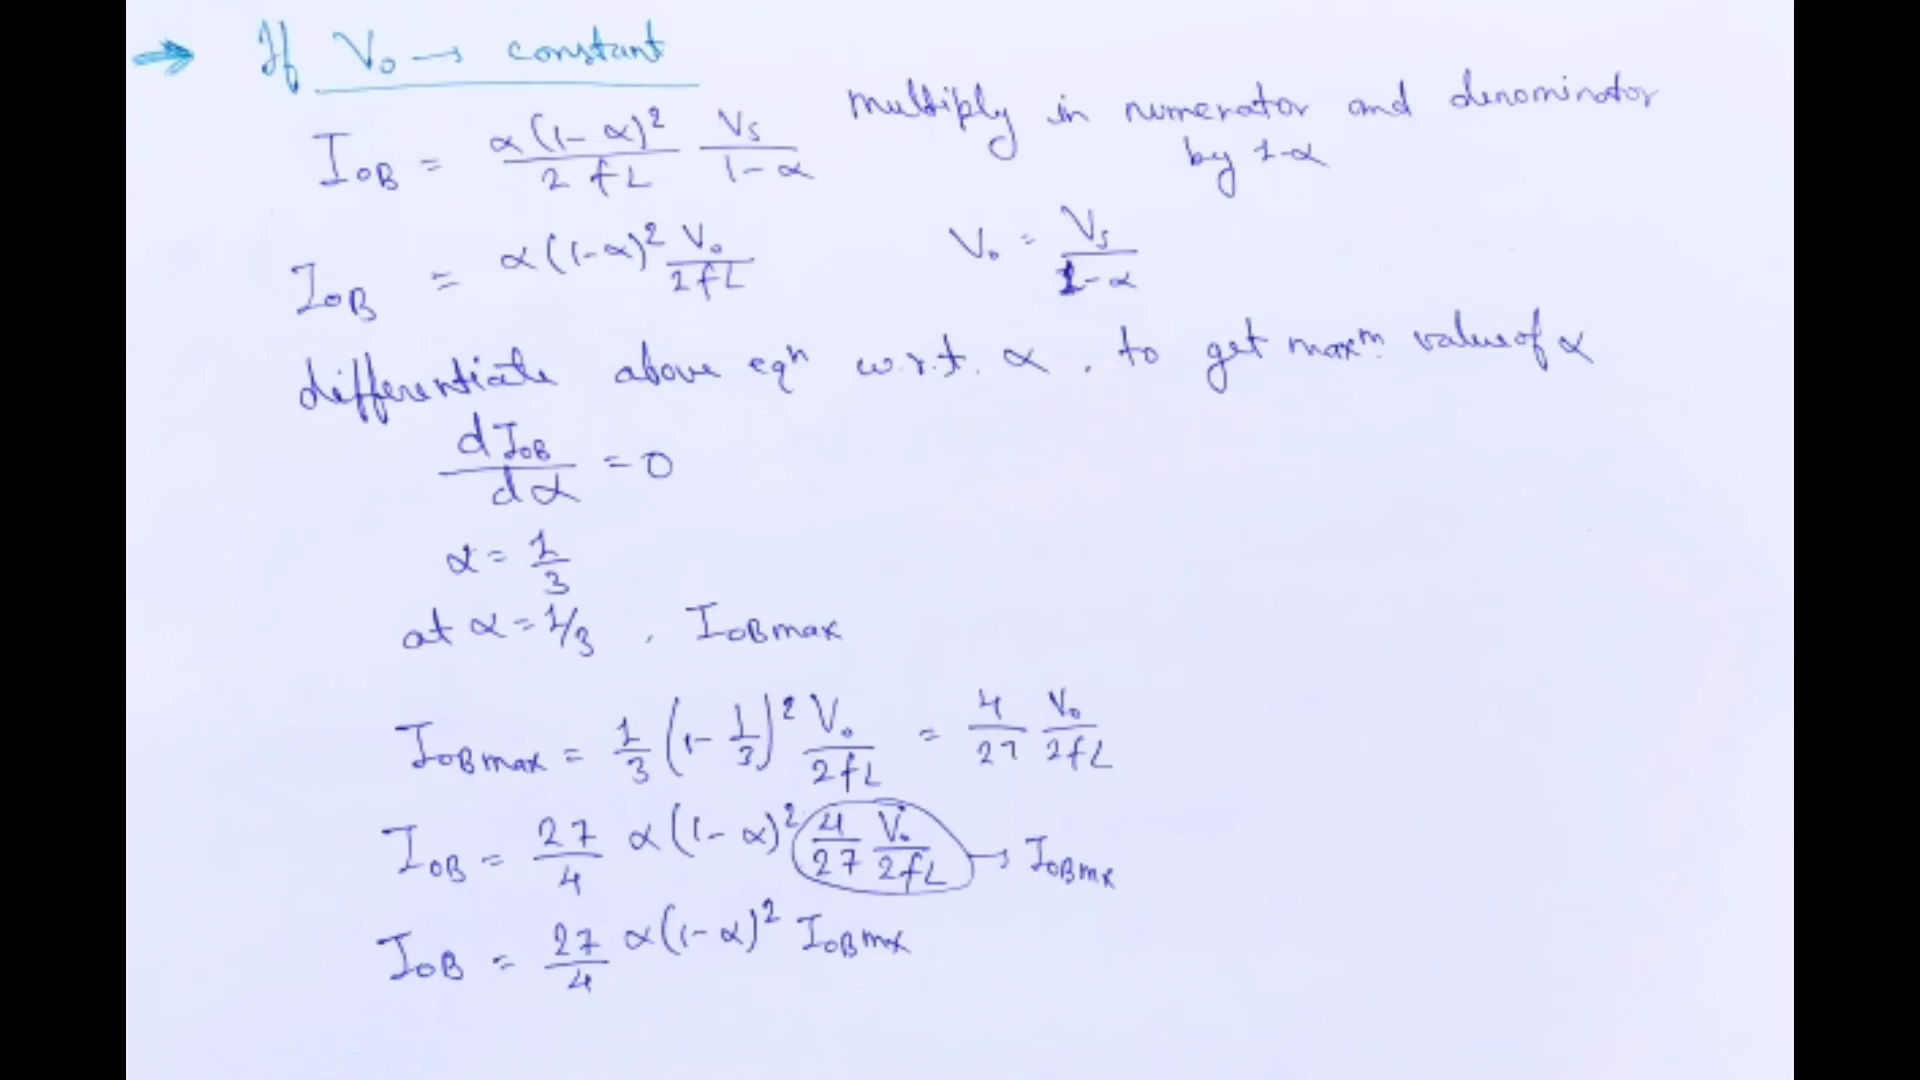 ⇒ If V₀ → constant
I_OB = α(1-α)²/2fL V_s/1-α multiply in numerator and denominator
by 1-α
I_OB = α(1-α)² V₀/2fL V₀ = V_s/1-α
differentiate above eqⁿ w.r.t. α. to get maxᵐ. value of α
dI_OB/dα = 0
α = 1/3
at α = 1/3 , I_OBmax
I_OBmax = 1/3 (1-1/3)² V₀/2fL = 4/27 V₀/2fL
I_OB = 27/4 α(1-α)² 4/27 V₀/2fL → I_OBmx
I_OB = 27/4 α(1-α)² I_OBmx